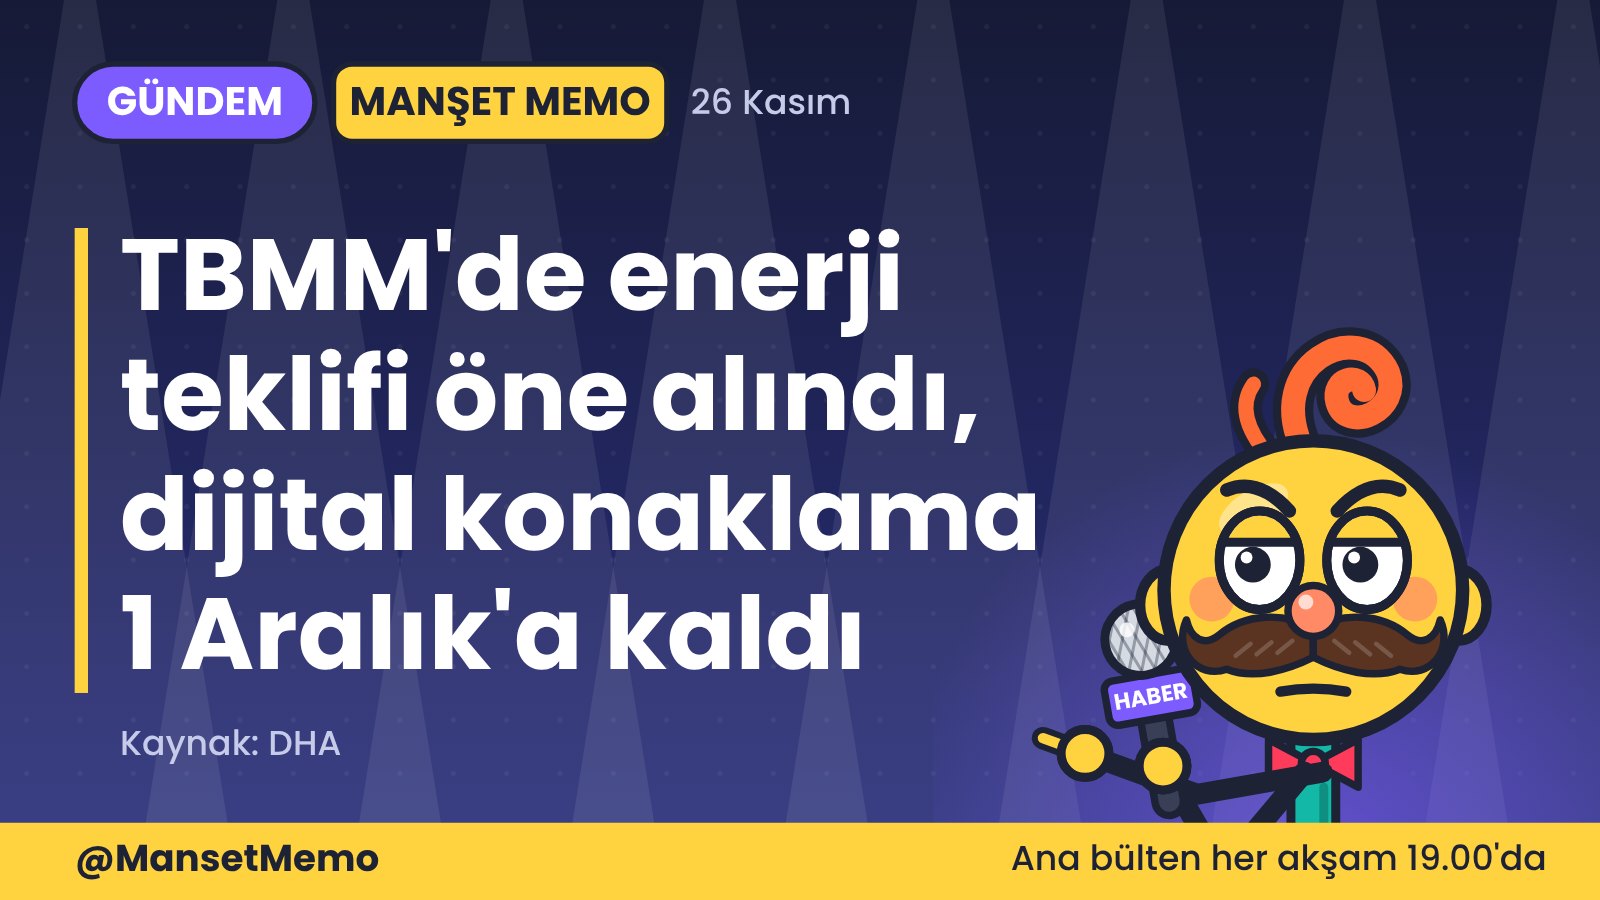 GÜNDEM MANŞET MEMO 26 Kasım
TBMM'de enerji
teklifi öne alındı,
dijital konaklama
1 Aralık'a kaldı
HABER
Kaynak: DHA
@MansetMemo Ana bülten her akşam 19.00'da